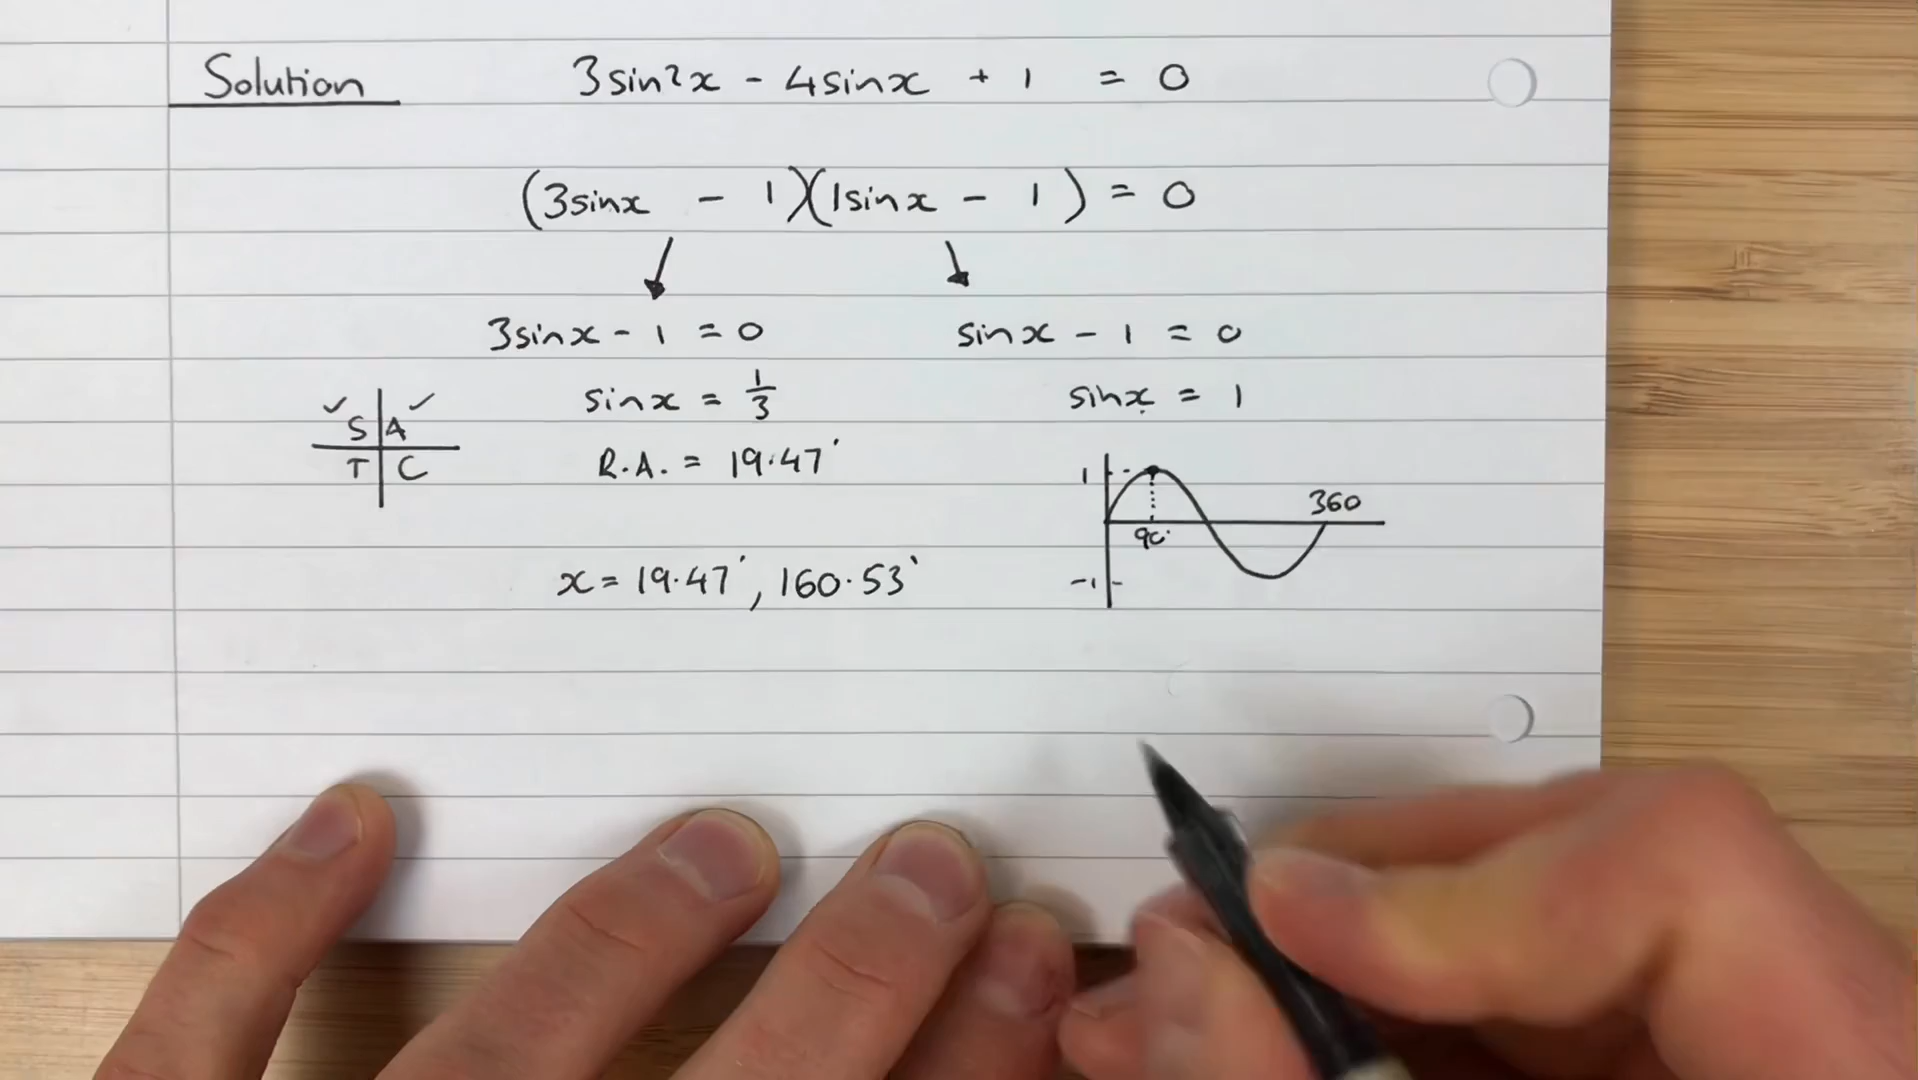 Solution 3sin²x - 4sinx + 1 = 0
(3sinx - 1)(1sinx - 1) = 0
3sinx - 1 = 0 sinx - 1 = 0
sinx = 1/3 sinx = 1
✓ ✓
S A
T C
R.A. = 19.47°
1
360
90°
-1
x = 19.47°, 160.53°